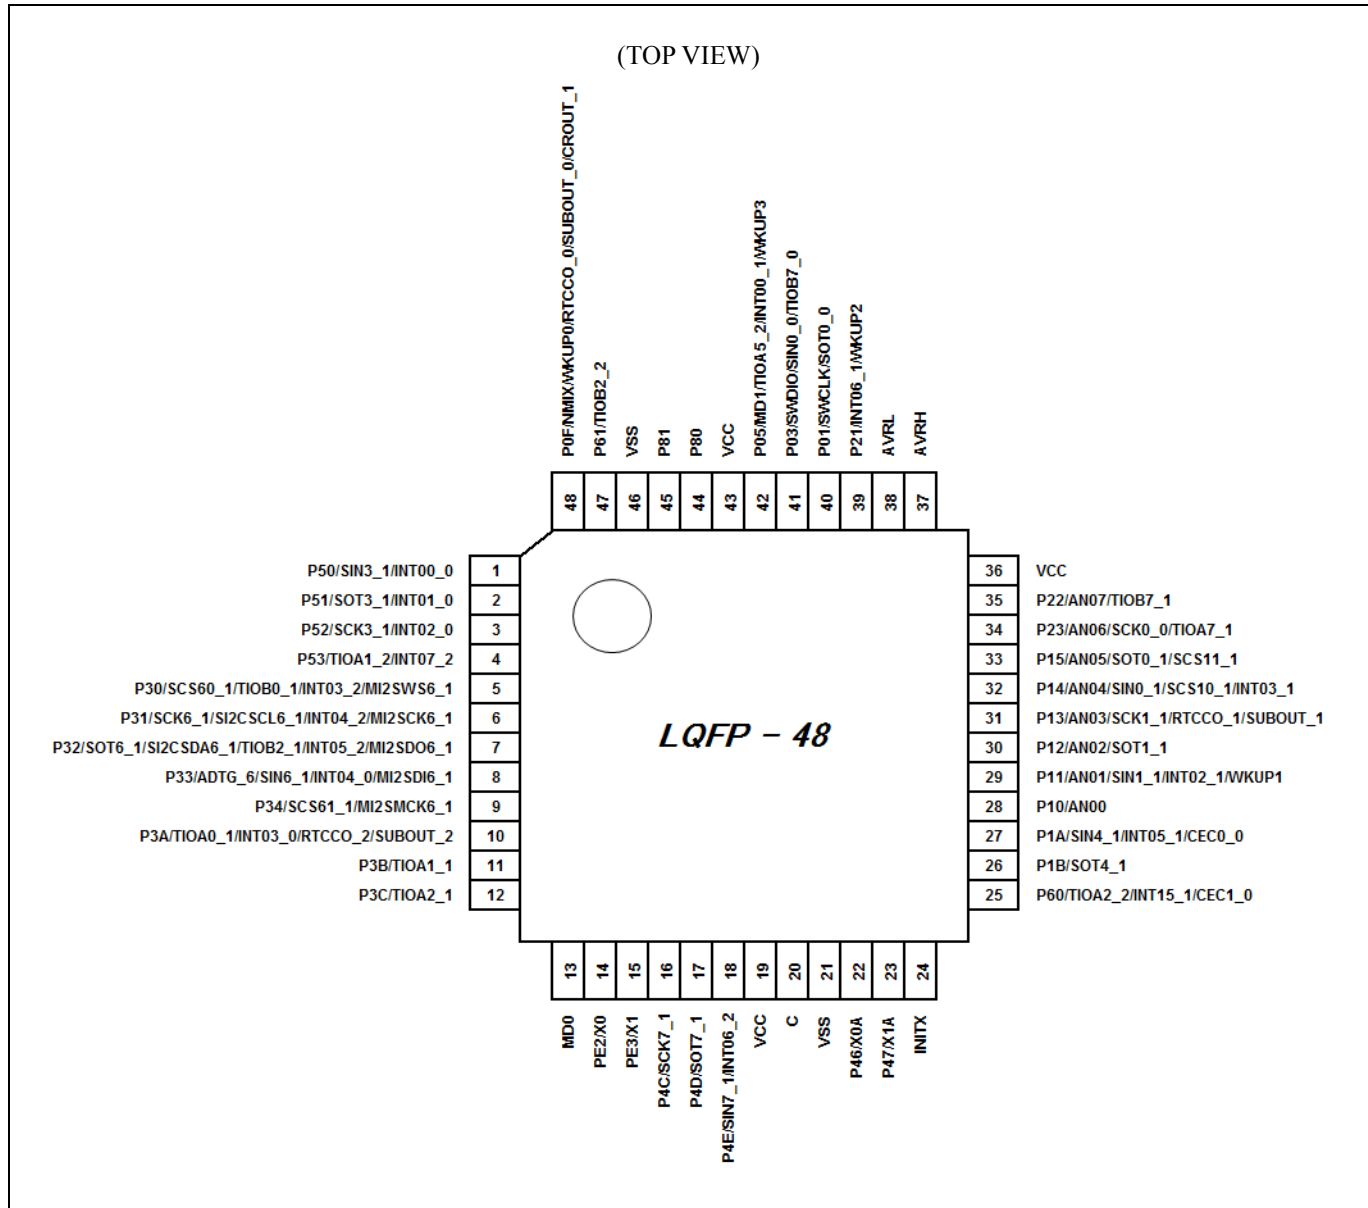 (TOP VIEW)
P0F/NMIX/WKUP0/RTCCO_0/SUBOUT_0/CROUT_1
P61/TIOB2_2
VSS
P81
P80
VCC
P05/MD1/TIOA5_2/INT00_1/WKUP3
P03/SWDIO/SIN0_0/TIOB7_0
P01/SWCLK/SOT0_0
P21/INT06_1/WKUP2
AVRL
AVRH
48
47
46
45
44
43
42
41
40
39
38
37
P50/SIN3_1/INT00_0 1
P51/SOT3_1/INT01_0 2
P52/SCK3_1/INT02_0 3
P53/TIOA1_2/INT07_2 4
P30/SCS60_1/TIOB0_1/INT03_2/MI2SWS6_1 5
P31/SCK6_1/SI2CSCL6_1/INT04_2/MI2SCK6_1 6
P32/SOT6_1/SI2CSDA6_1/TIOB2_1/INT05_2/MI2SDO6_1 7
P33/ADTG_6/SIN6_1/INT04_0/MI2SDI6_1 8
P34/SCS61_1/MI2SMCK6_1 9
P3A/TIOA0_1/INT03_0/RTCCO_2/SUBOUT_2 10
P3B/TIOA1_1 11
P3C/TIOA2_1 12
LQFP - 48
36 VCC
35 P22/AN07/TIOB7_1
34 P23/AN06/SCK0_0/TIOA7_1
33 P15/AN05/SOT0_1/SCS11_1
32 P14/AN04/SIN0_1/SCS10_1/INT03_1
31 P13/AN03/SCK1_1/RTCCO_1/SUBOUT_1
30 P12/AN02/SOT1_1
29 P11/AN01/SIN1_1/INT02_1/WKUP1
28 P10/AN00
27 P1A/SIN4_1/INT05_1/CEC0_0
26 P1B/SOT4_1
25 P60/TIOA2_2/INT15_1/CEC1_0
13
14
15
16
17
18
19
20
21
22
23
24
MD0
PE2/X0
PE3/X1
P4C/SCK7_1
P4D/SOT7_1
P4E/SIN7_1/INT06_2
VCC
C
VSS
P46/X0A
P47/X1A
INITX